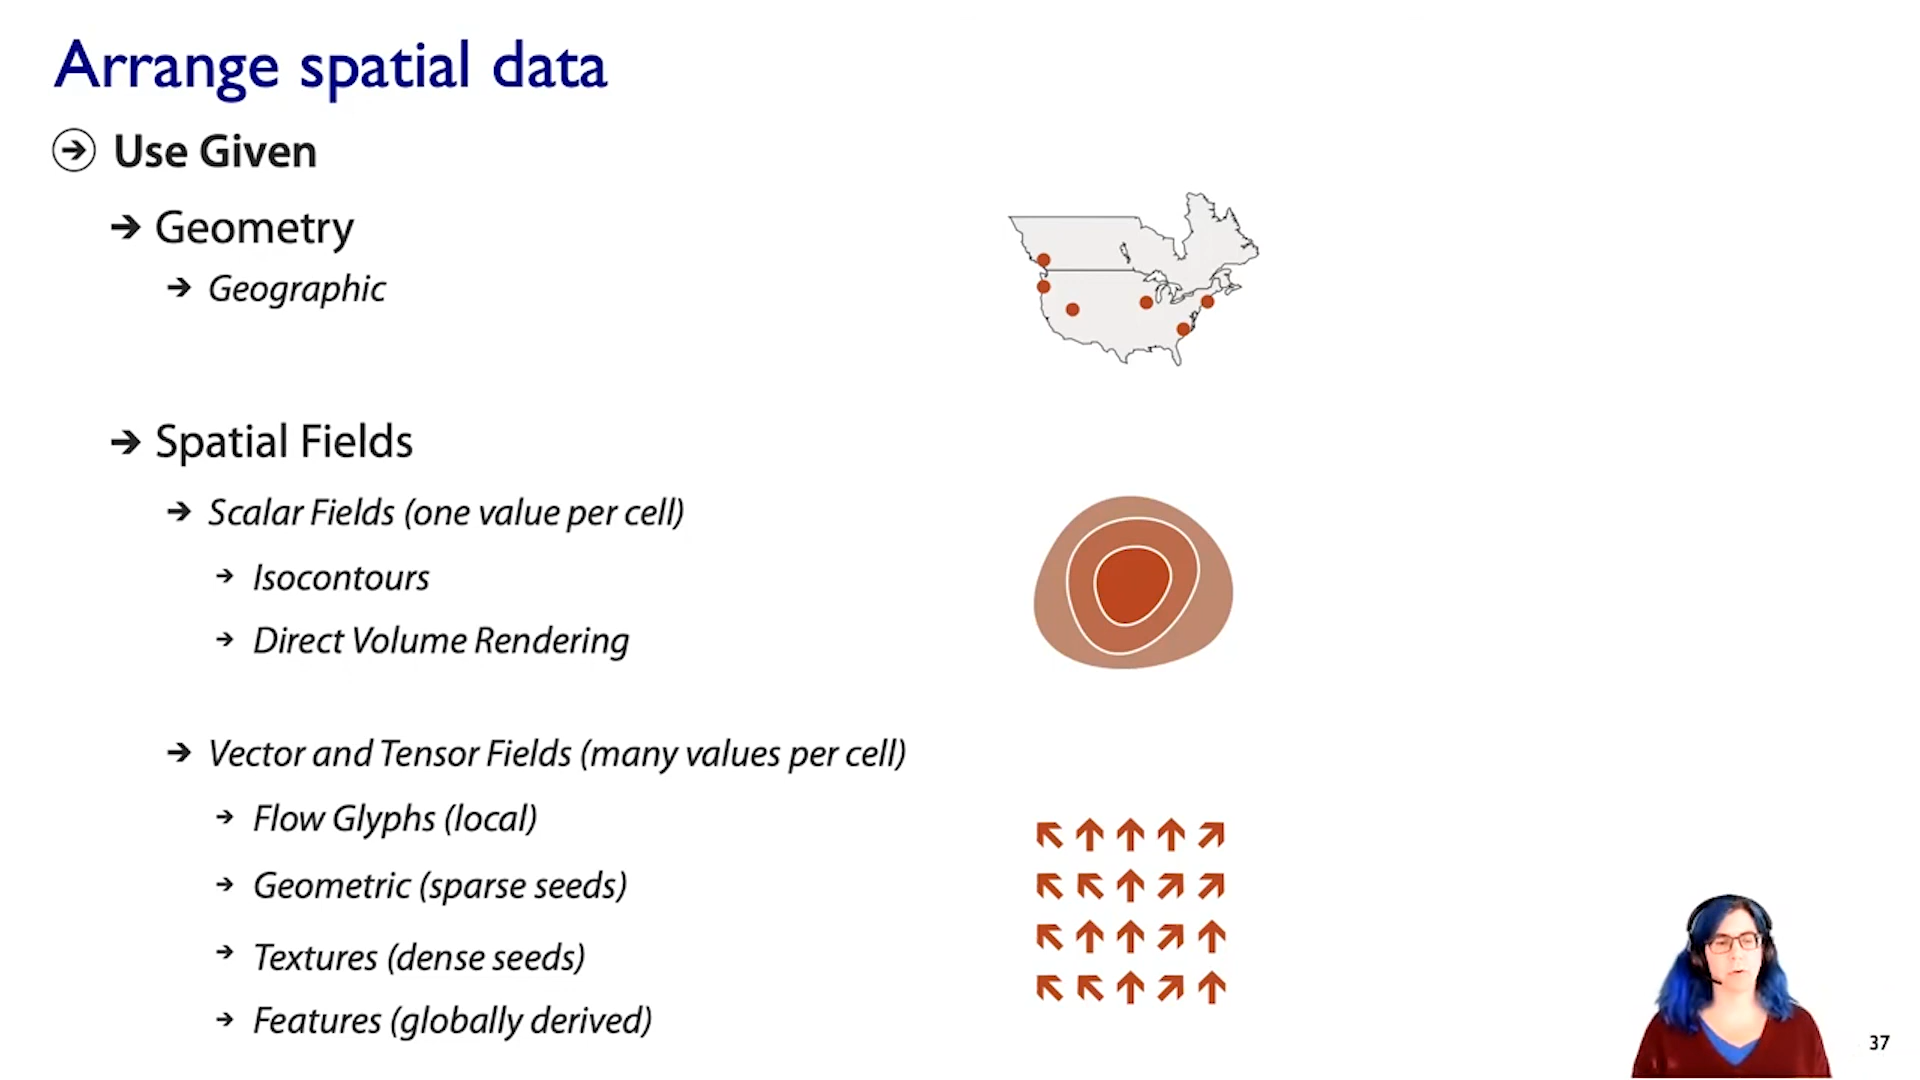 Arrange spatial data
Use Given
Geometry
Geographic
Spatial Fields
Scalar Fields (one value per cell)
Isocontours
Direct Volume Rendering
Vector and Tensor Fields (many values per cell)
Flow Glyphs (local)
Geometric (sparse seeds)
Textures (dense seeds)
Features (globally derived)
37